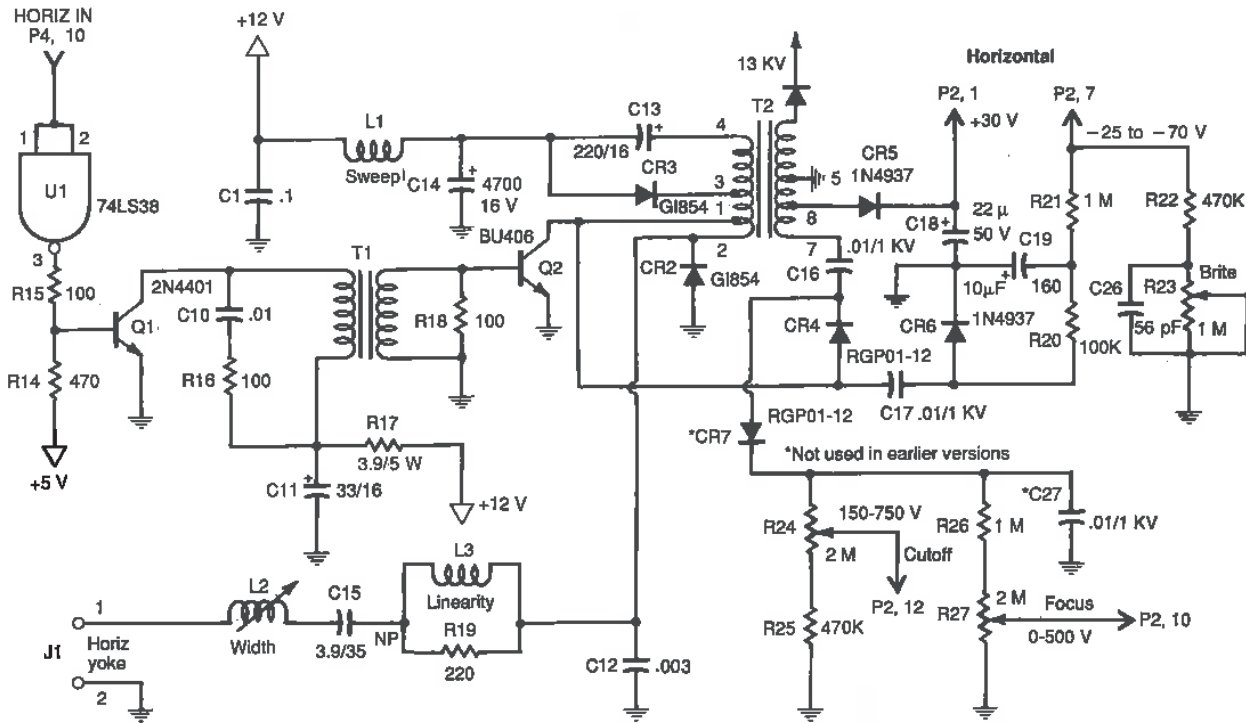 HORIZ IN
P4, 10
1
2
U1
74LS38
3
R15
100
R14
470
+5 V
+12 V
C1
.1
L1
Sweep
C14
4700
16 V
C13
+
220/16
CR3
GI854
4
3
1
2
T2
13 KV
5
8
7
Horizontal
P2, 1
+30 V
P2, 7
−25 to −70 V
CR5
1N4937
C18
+
22 µ
50 V
R21
1 M
R22
470K
C19
+
10µF
160
C26
56 pF
R23
Brite
1 M
R20
100K
.01/1 KV
C16
CR4
RGP01-12
CR6
1N4937
C17
.01/1 KV
BU406
Q2
CR2
GI854
2N4401
Q1
C10
.01
R16
100
T1
R18
100
R17
3.9/5 W
C11
+
33/16
+12 V
*CR7
RGP01-12
*Not used in earlier versions
R24
150-750 V
2 M
Cutoff
P2, 12
R25
470K
R26
1 M
*C27
.01/1 KV
R27
2 M
Focus
0-500 V
P2, 10
J1
1
Horiz
yoke
2
L2
Width
C15
3.9/35
NP
L3
Linearity
R19
220
C12
.003